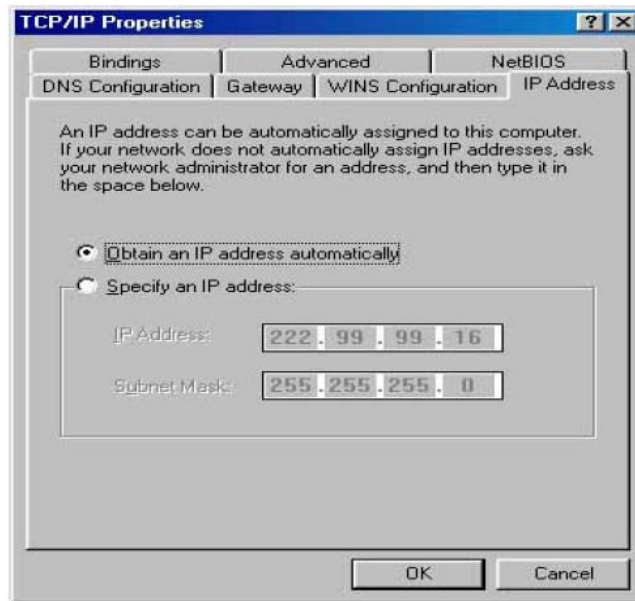 TCP/IP Properties
Bindings Advanced NetBIOS
DNS Configuration Gateway WINS Configuration IP Address
An IP address can be automatically assigned to this computer.
If your network does not automatically assign IP addresses, ask
your network administrator for an address, and then type it in
the space below.
Obtain an IP address automatically
Specify an IP address:
IP Address: 222 . 99 . 99 . 16
Subnet Mask: 255 . 255 . 255 . 0
OK Cancel